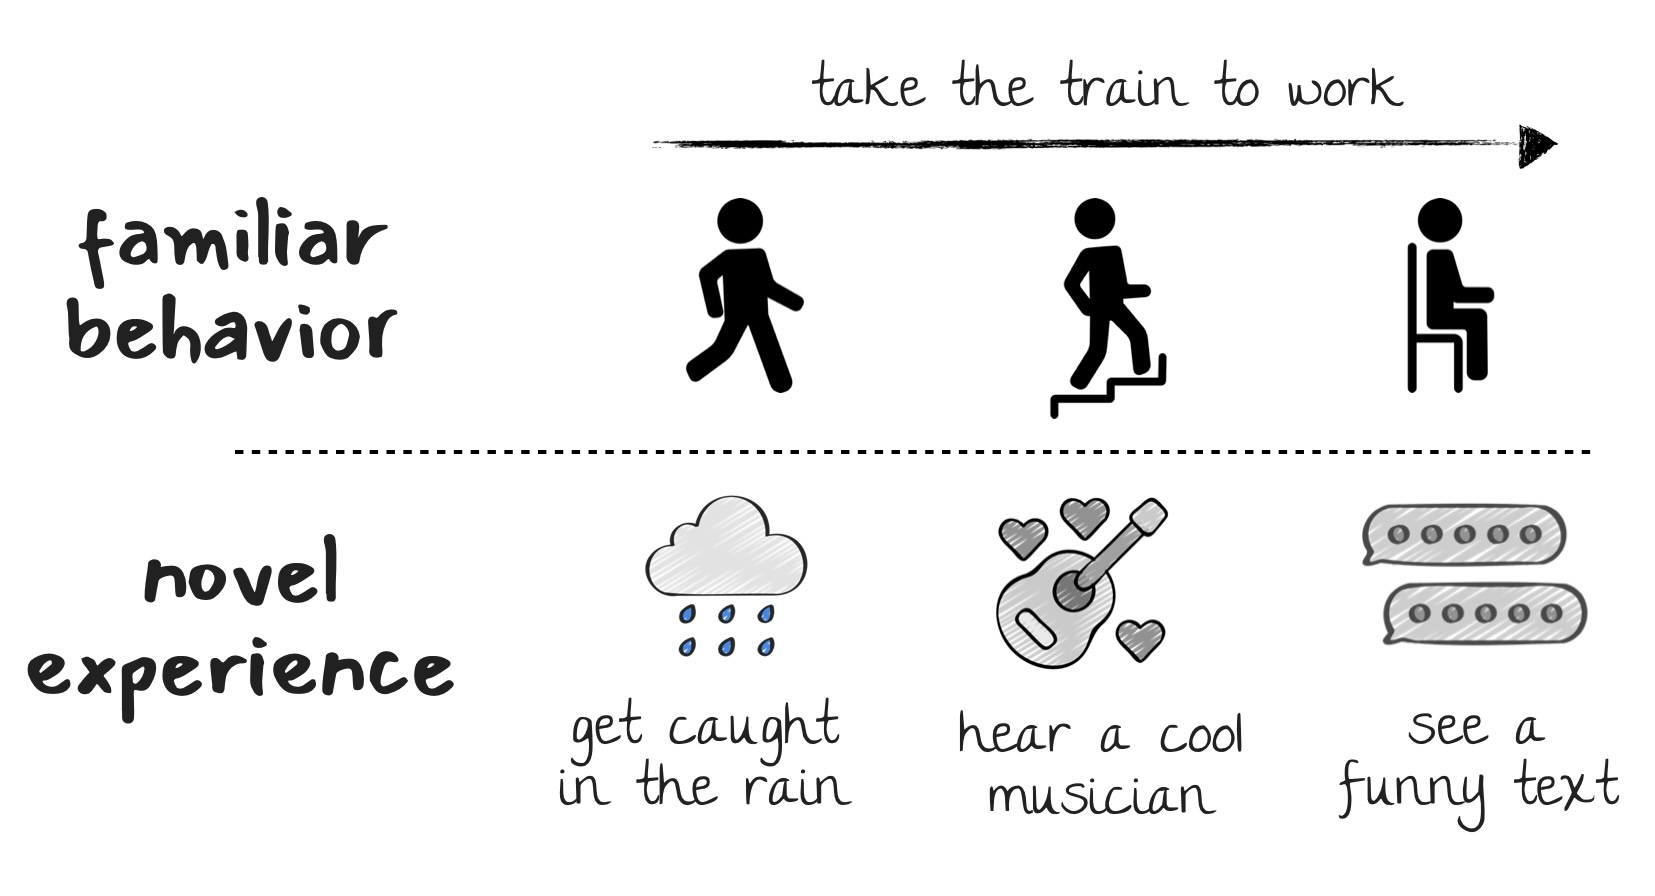 take the train to work
familiar
behavior
novel
experience
get caught
in the rain
hear a cool
musician
see a
funny text